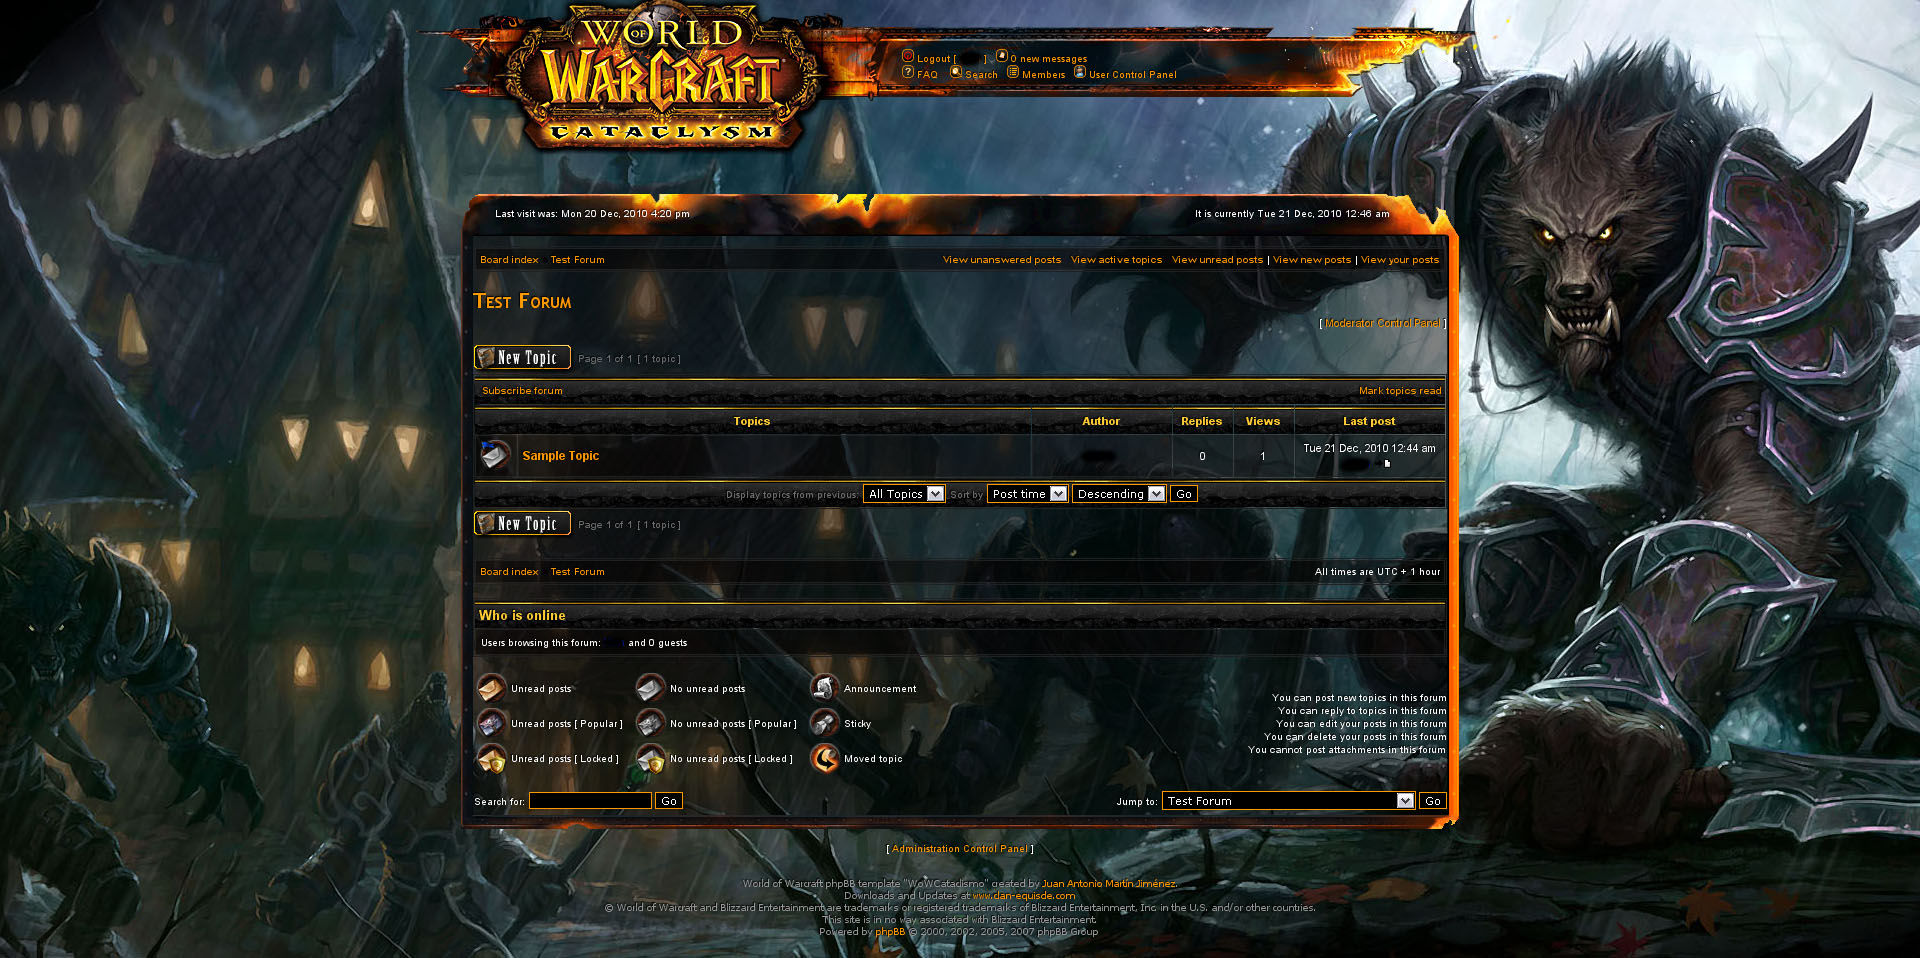 WORLD OF WARCRAFT
CATACLYSM
Logout [ ] 0 new messages
FAQ Search Members User Control Panel
Last visit was: Mon 20 Dec, 2010 4:20 pm
It is currently Tue 21 Dec, 2010 12:46 am
Board index Test Forum
View unanswered posts View active topics View unread posts | View new posts | View your posts
Test Forum
[ Moderator Control Panel ]
New Topic Page 1 of 1 [ 1 topic ]
Subscribe forum Mark topics read
Topics Author Replies Views Last post
Sample Topic 0 1 Tue 21 Dec, 2010 12:44 am
Display topics from previous: All Topics Sort by Post time Descending Go
New Topic Page 1 of 1 [ 1 topic ]
Board index Test Forum All times are UTC + 1 hour
Who is online
Users browsing this forum: and 0 guests
Unread posts No unread posts Announcement
Unread posts [ Popular ] No unread posts [ Popular ] Sticky
Unread posts [ Locked ] No unread posts [ Locked ] Moved topic
You can post new topics in this forum
You can reply to topics in this forum
You can edit your posts in this forum
You can delete your posts in this forum
You cannot post attachments in this forum
Search for: Go Jump to: Test Forum Go
[ Administration Control Panel ]
World of Warcraft phpBB template "WoWCataclismo" created by Juan Antonio Martín Jiménez.
Downloads and Updates at www.clan-equisde.com
© World of Warcraft and Blizzard Entertainment are trademarks or registered trademarks of Blizzard Entertainment, Inc. in the U.S. and/or other countries.
This site is in no way associated with Blizzard Entertainment.
Powered by phpBB © 2000, 2002, 2005, 2007 phpBB Group